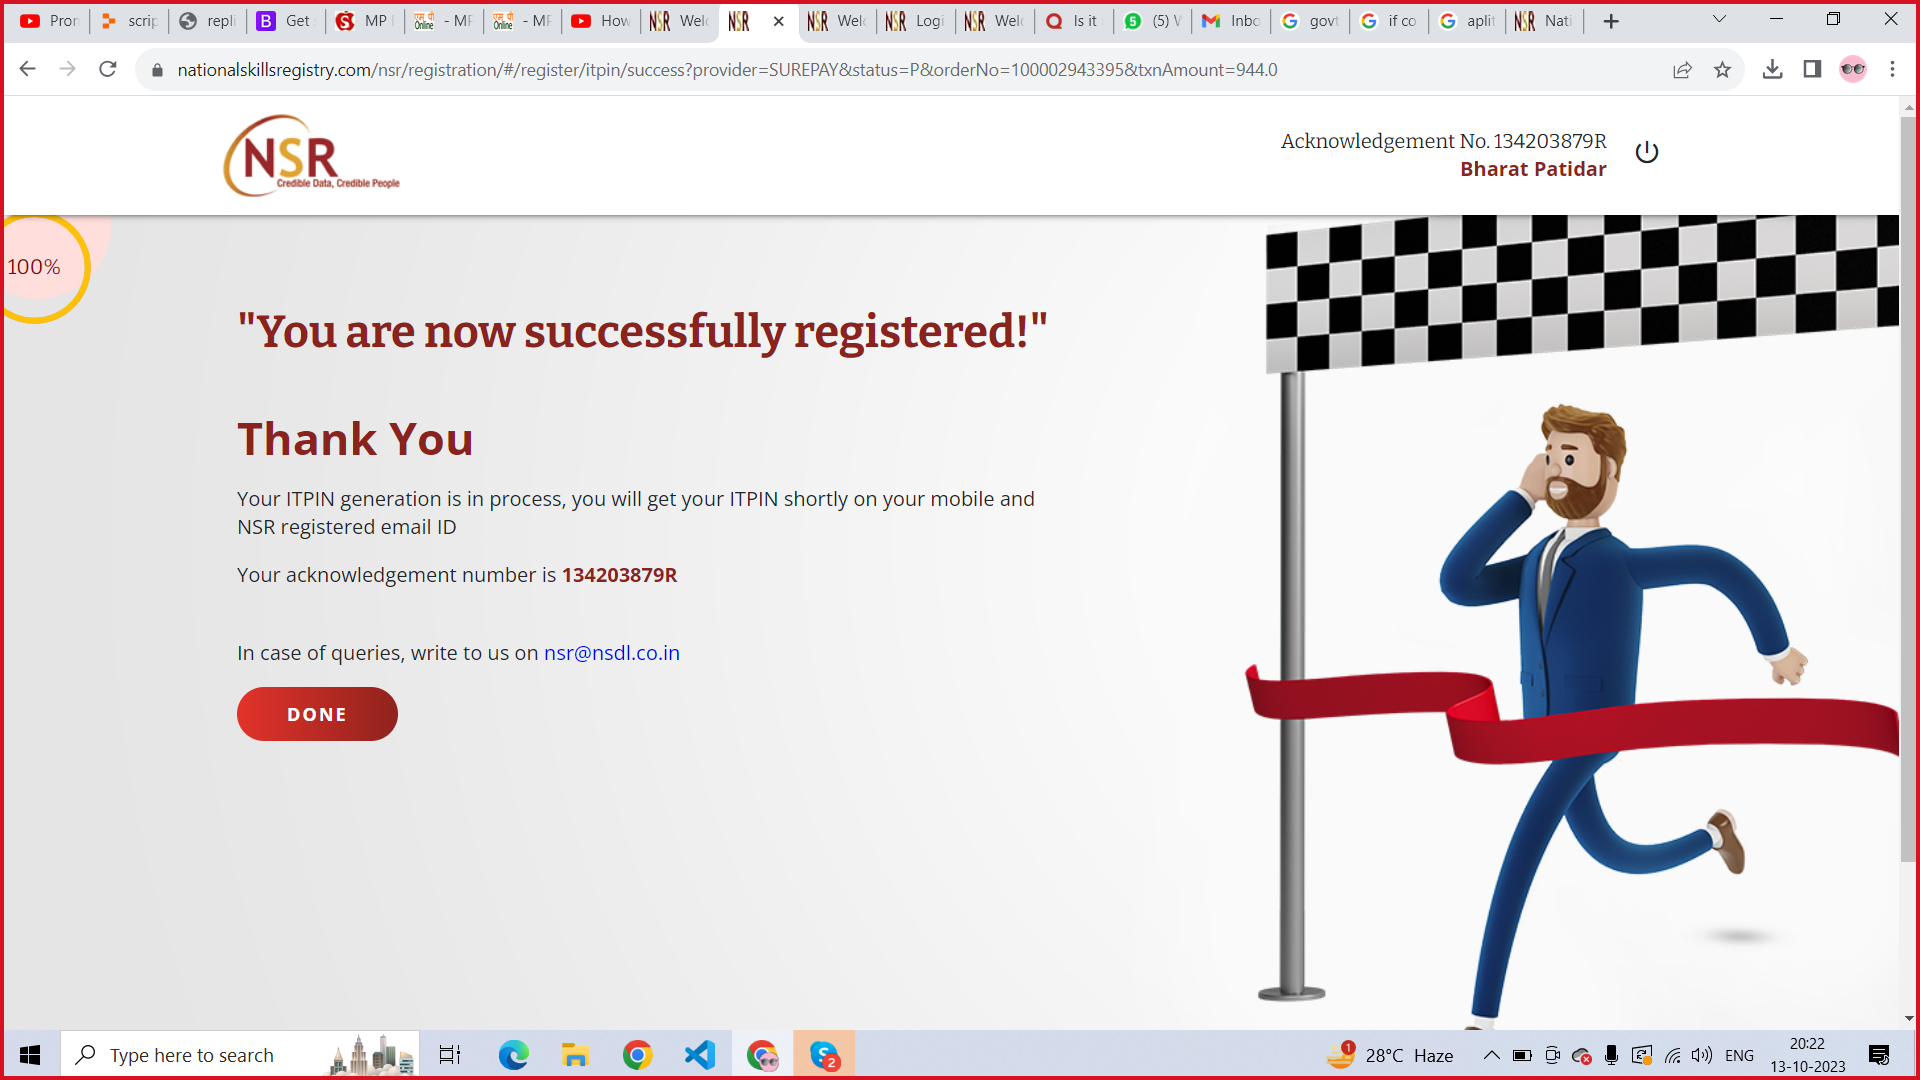 Pron
scrip
repli
Get
MP
- MF
- MF
How
Welc
Welc
Logi
Welc
Is it
(5) V
Inbo
govt
if co
aplit
Nati
nationalskillsregistry.com/nsr/registration/#/register/itpin/success?provider=SUREPAY&status=P&orderNo=100002943395&txnAmount=944.0
NSR
Credible Data, Credible People
Acknowledgement No. 134203879R
Bharat Patidar
100%
"You are now successfully registered!"
Thank You
Your ITPIN generation is in process, you will get your ITPIN shortly on your mobile and
NSR registered email ID
Your acknowledgement number is 134203879R
In case of queries, write to us on nsr@nsdl.co.in
DONE
Type here to search
2
1
28°C Haze
ENG
20:22
13-10-2023